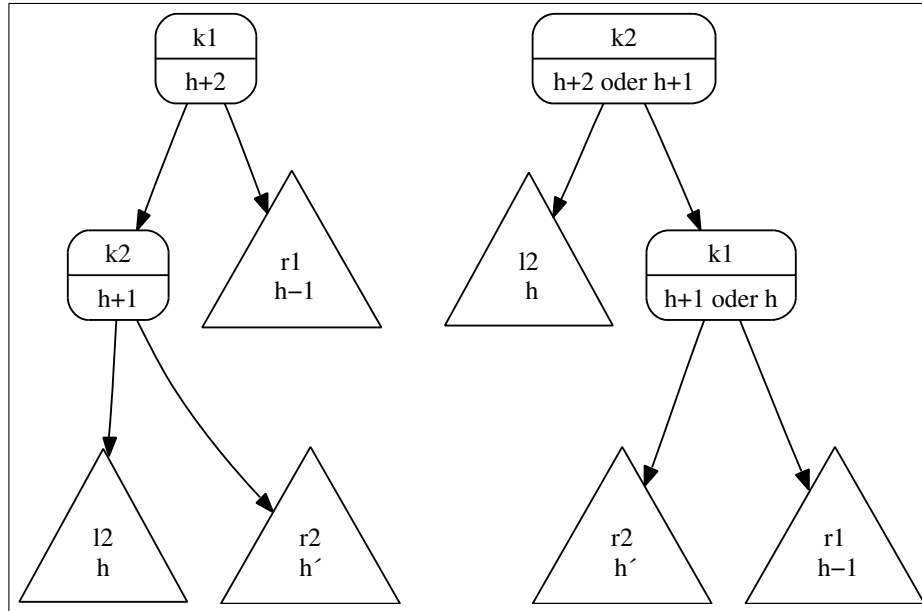 k1
h+2
k2
h+1
r1
h−1
l2
h
r2
h´
k2
h+2 oder h+1
l2
h
k1
h+1 oder h
r2
h´
r1
h−1